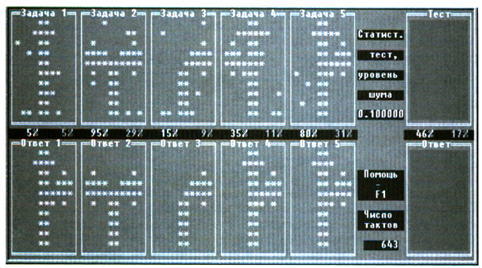 Задача 1 Задача 2 Задача 3 Задача 4 Задача 5 Тест
Статист.
тест,
уровень
шума
0.100000
5% 5% 95% 29% 15% 9% 35% 11% 80% 31% 46% 17%
Ответ 1 Ответ 2 Ответ 3 Ответ 4 Ответ 5 Ответ
Помощь
-
F1
Число
тактов
643